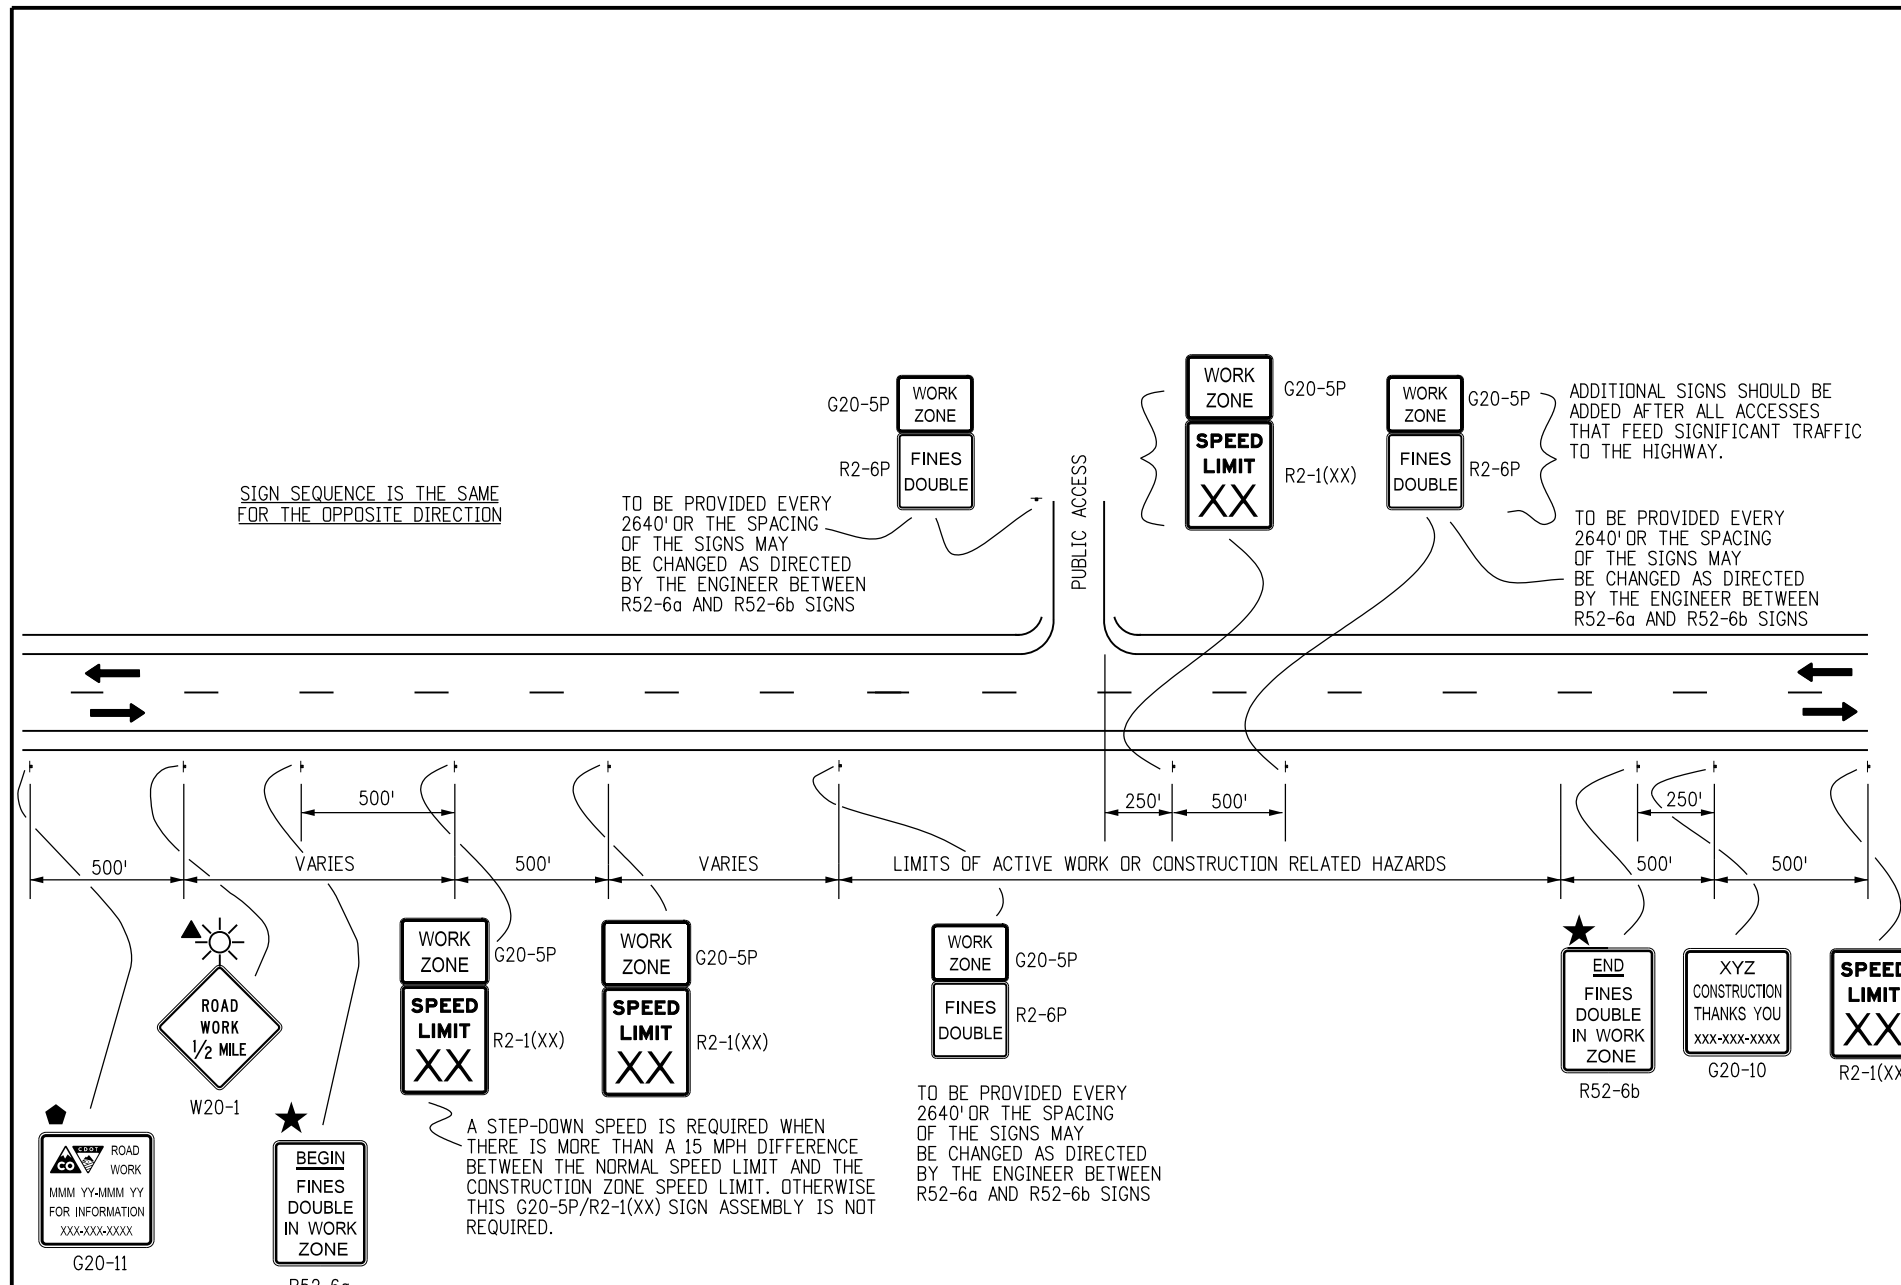 WORK
ZONE
G20-5P
FINES
DOUBLE
R2-6P
WORK
ZONE
G20-5P
SPEED
LIMIT
XX
R2-1(XX)
WORK
ZONE
G20-5P
FINES
DOUBLE
R2-6P
ADDITIONAL SIGNS SHOULD BE
ADDED AFTER ALL ACCESSES
THAT FEED SIGNIFICANT TRAFFIC
TO THE HIGHWAY.
SIGN SEQUENCE IS THE SAME
FOR THE OPPOSITE DIRECTION
TO BE PROVIDED EVERY
2640' OR THE SPACING
OF THE SIGNS MAY
BE CHANGED AS DIRECTED
BY THE ENGINEER BETWEEN
R52-6a AND R52-6b SIGNS
PUBLIC ACCESS
TO BE PROVIDED EVERY
2640' OR THE SPACING
OF THE SIGNS MAY
BE CHANGED AS DIRECTED
BY THE ENGINEER BETWEEN
R52-6a AND R52-6b SIGNS
500'
250'
500'
250'
500'
VARIES
500'
VARIES
LIMITS OF ACTIVE WORK OR CONSTRUCTION RELATED HAZARDS
500'
500'
ROAD
WORK
1/2 MILE
W20-1
WORK
ZONE
G20-5P
SPEED
LIMIT
XX
R2-1(XX)
WORK
ZONE
G20-5P
SPEED
LIMIT
XX
R2-1(XX)
WORK
ZONE
G20-5P
FINES
DOUBLE
R2-6P
END
FINES
DOUBLE
IN WORK
ZONE
R52-6b
XYZ
CONSTRUCTION
THANKS YOU
xxx-xxx-xxxx
G20-10
SPEED
LIMIT
XX
R2-1(XX
A STEP-DOWN SPEED IS REQUIRED WHEN
THERE IS MORE THAN A 15 MPH DIFFERENCE
BETWEEN THE NORMAL SPEED LIMIT AND THE
CONSTRUCTION ZONE SPEED LIMIT. OTHERWISE
THIS G20-5P/R2-1(XX) SIGN ASSEMBLY IS NOT
REQUIRED.
TO BE PROVIDED EVERY
2640' OR THE SPACING
OF THE SIGNS MAY
BE CHANGED AS DIRECTED
BY THE ENGINEER BETWEEN
R52-6a AND R52-6b SIGNS
CO CDOT ROAD
WORK
MMM YY-MMM YY
FOR INFORMATION
XXX-XXX-XXXX
G20-11
BEGIN
FINES
DOUBLE
IN WORK
ZONE
R52-6a